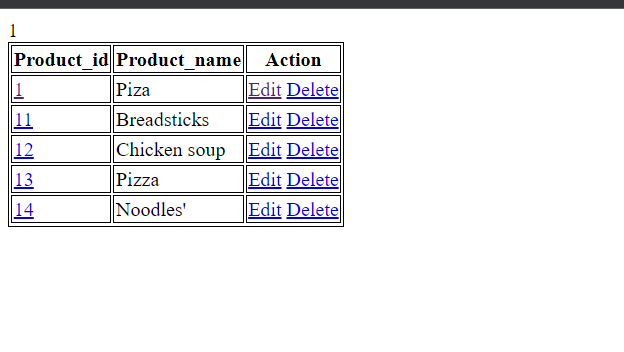 1
Product_id Product_name Action
1 Piza Edit Delete
11 Breadsticks Edit Delete
12 Chicken soup Edit Delete
13 Pizza Edit Delete
14 Noodles' Edit Delete